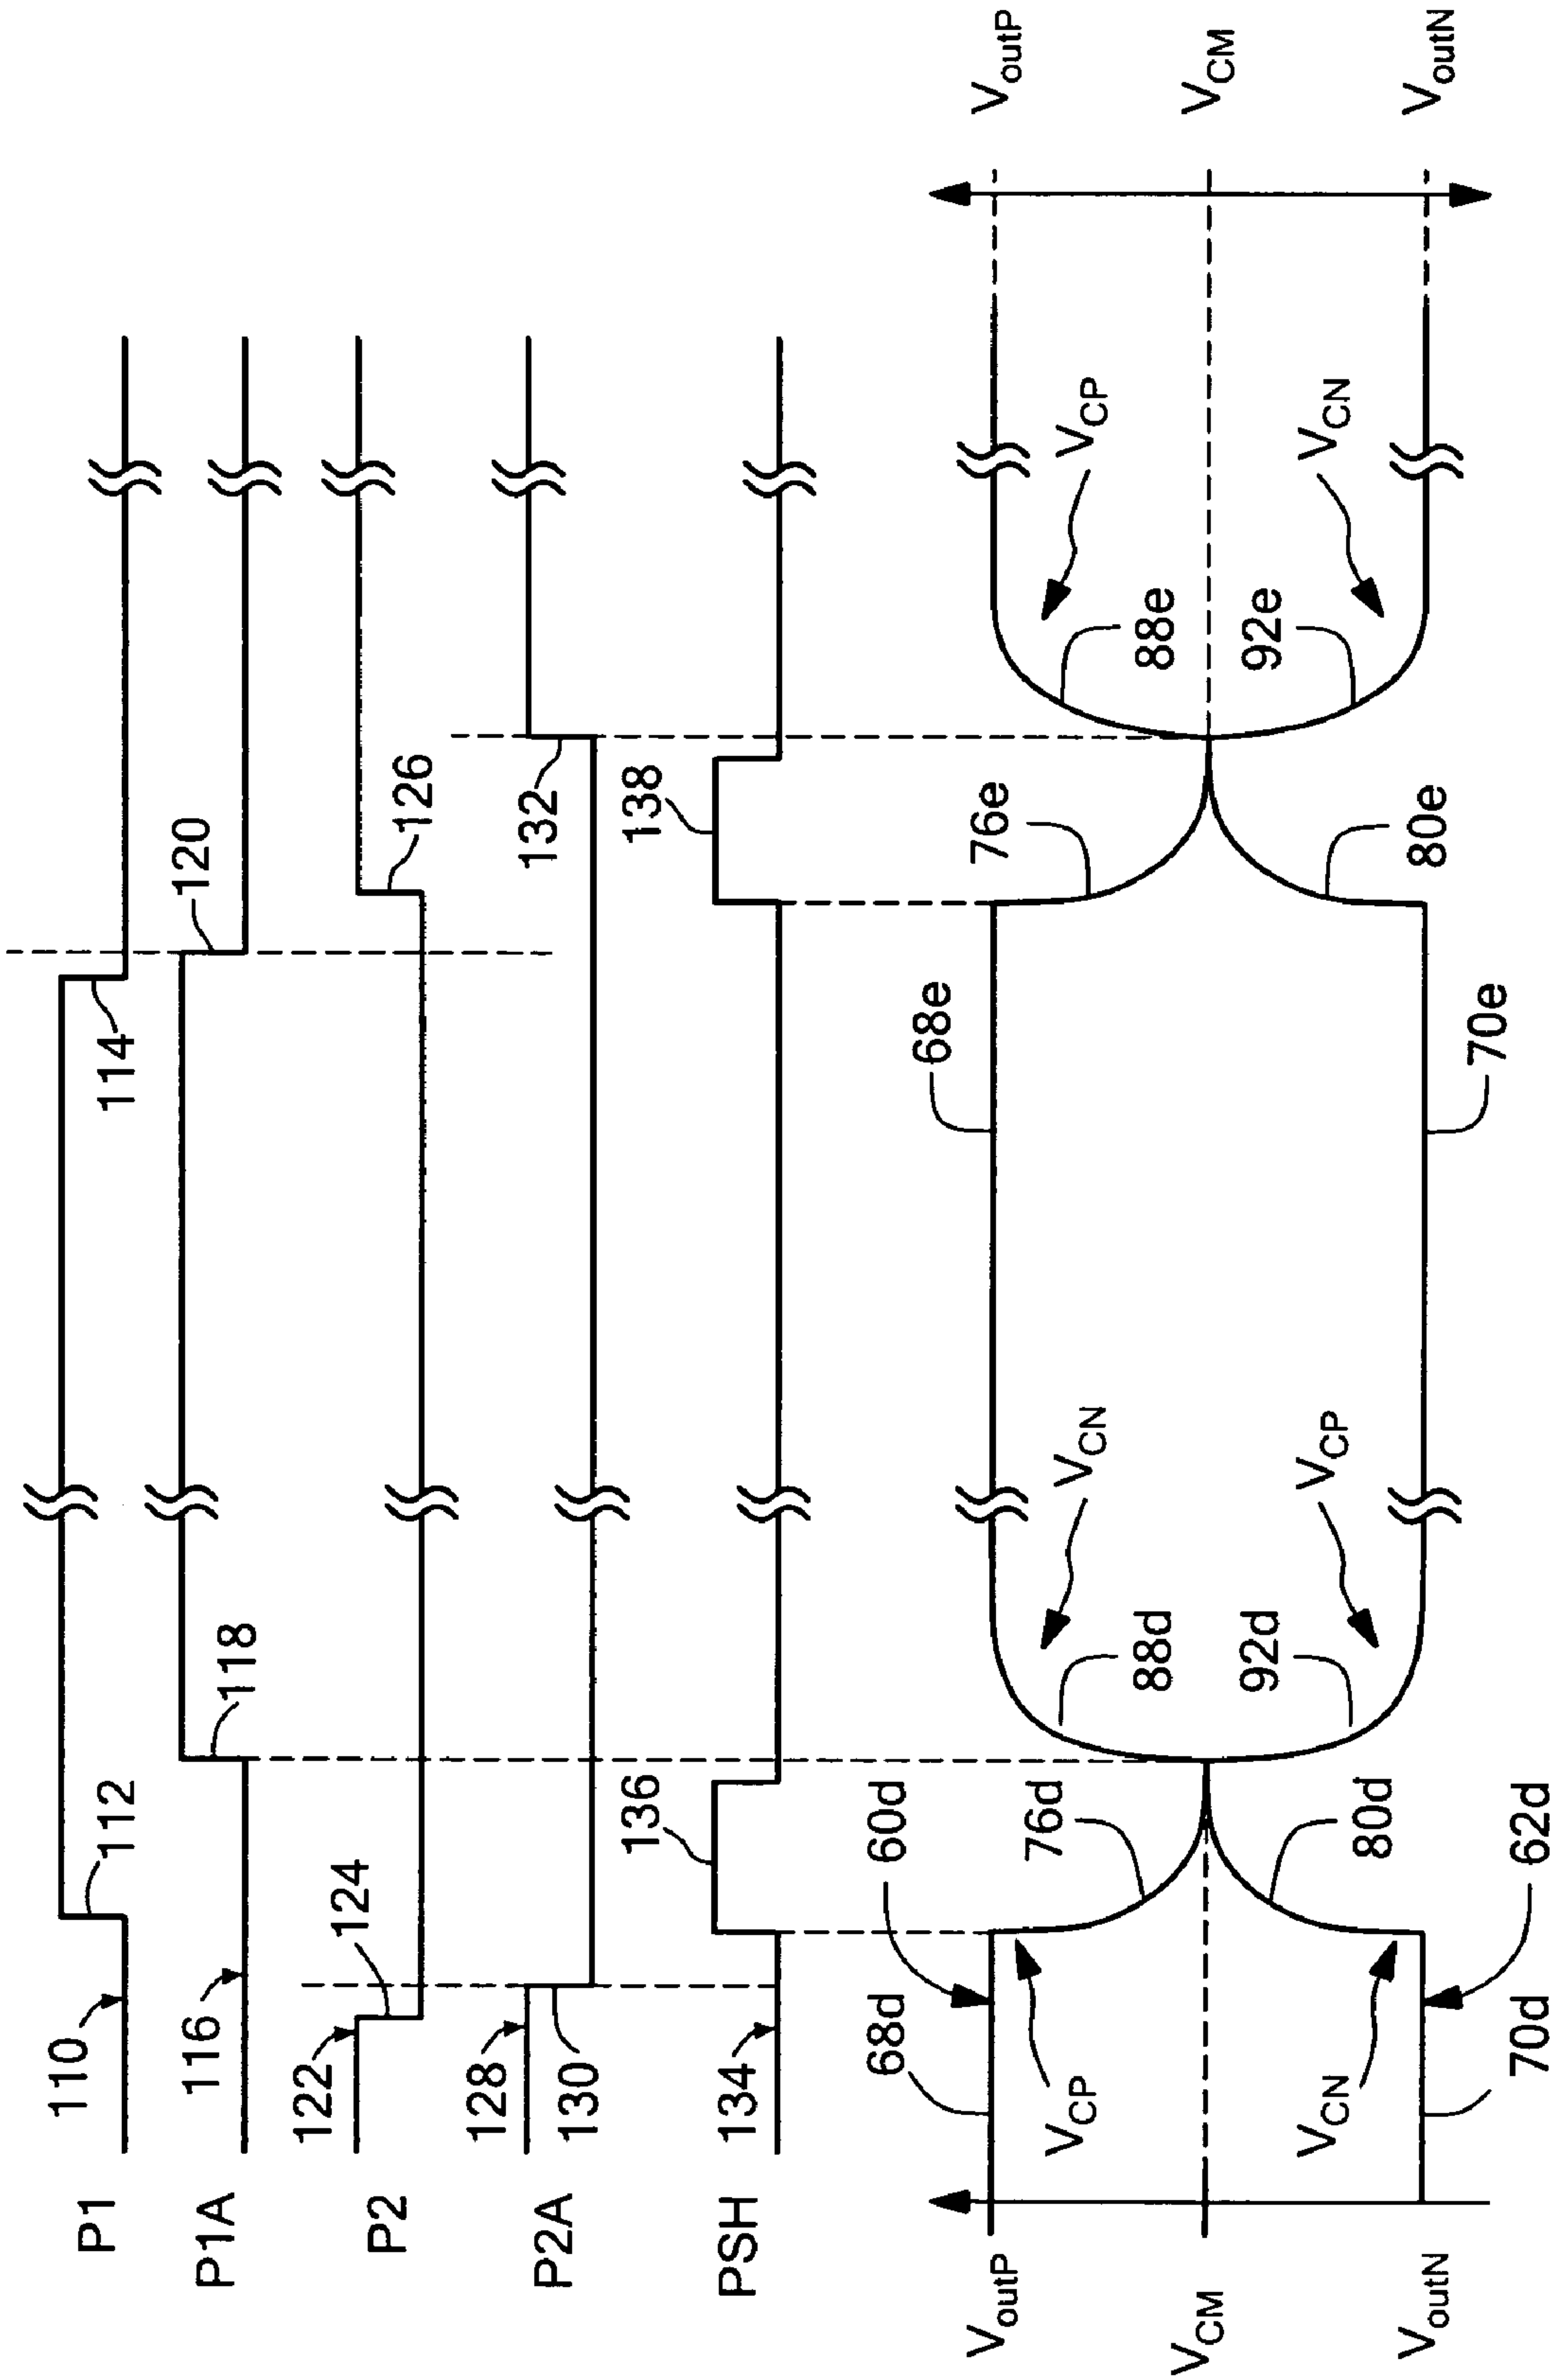 P1
110
112
114
P1A
116
118
120
P2
122
124
126
P2A
128
130
132
PSH
134
136
138
VoutP
VCM
VoutN
68d
60d
VCP
76d
VCN
80d
70d
62d
88d
92d
VCN
VCP
68e
70e
76e
80e
88e
92e
VCP
VCN
VoutP
VCM
VoutN